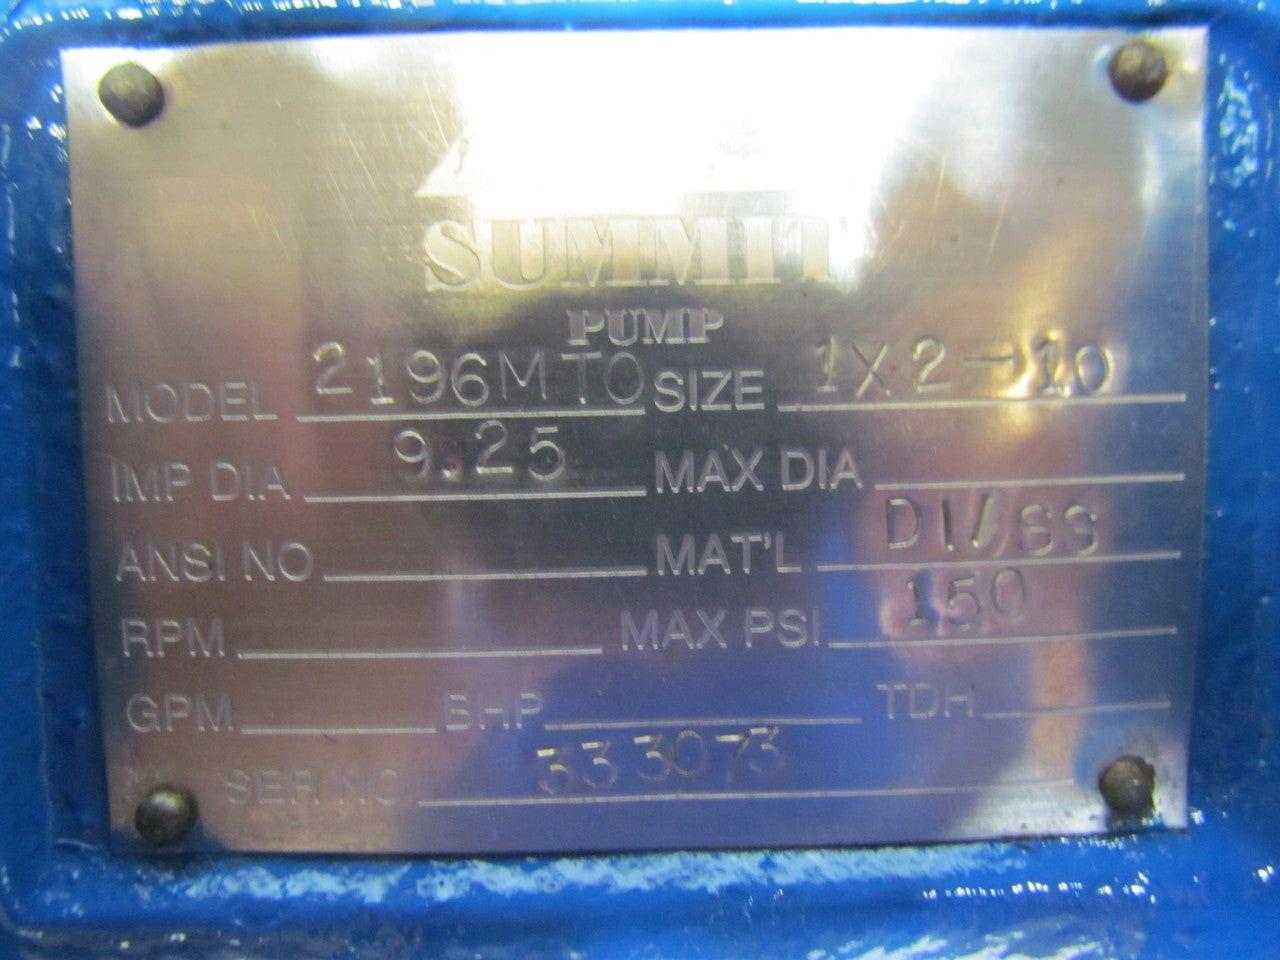 SUMMIT
PUMP
MODEL 2196MTO SIZE 1X2-10
IMP DIA 9.25 MAX DIA
ANSI NO MAT'L DI/SS
RPM MAX PSI 150
GPM BHP TDH
SER NO 333073